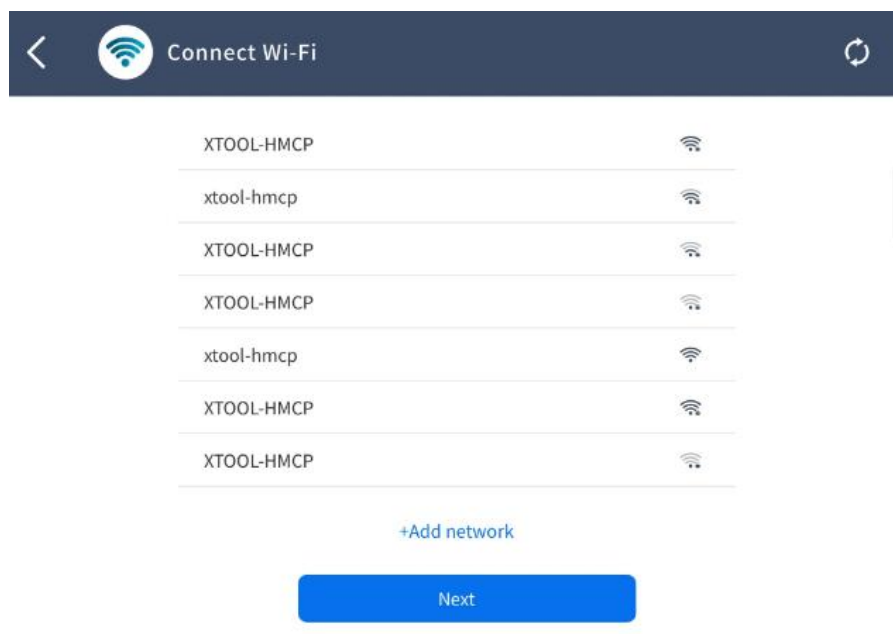 Connect Wi-Fi
XTOOL-HMCP
xtool-hmcp
XTOOL-HMCP
XTOOL-HMCP
xtool-hmcp
XTOOL-HMCP
XTOOL-HMCP
+Add network
Next